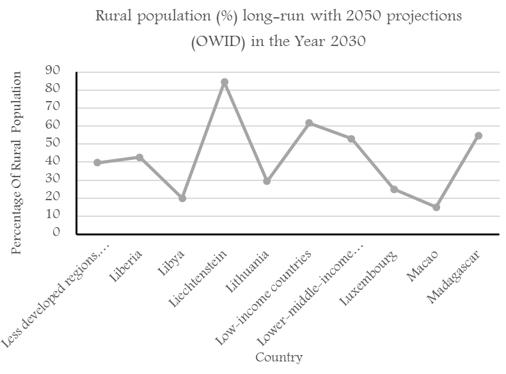 Rural population (%) long-run with 2050 projections
(OWID) in the Year 2030
Percentage Of Rural Population
90
80
70
60
50
40
30
20
10
0
Less developed regions,…
Liberia
Libya
Liechtenstein
Lithuania
Low-income countries
Lower-middle-income…
Luxembourg
Macao
Madagascar
Country